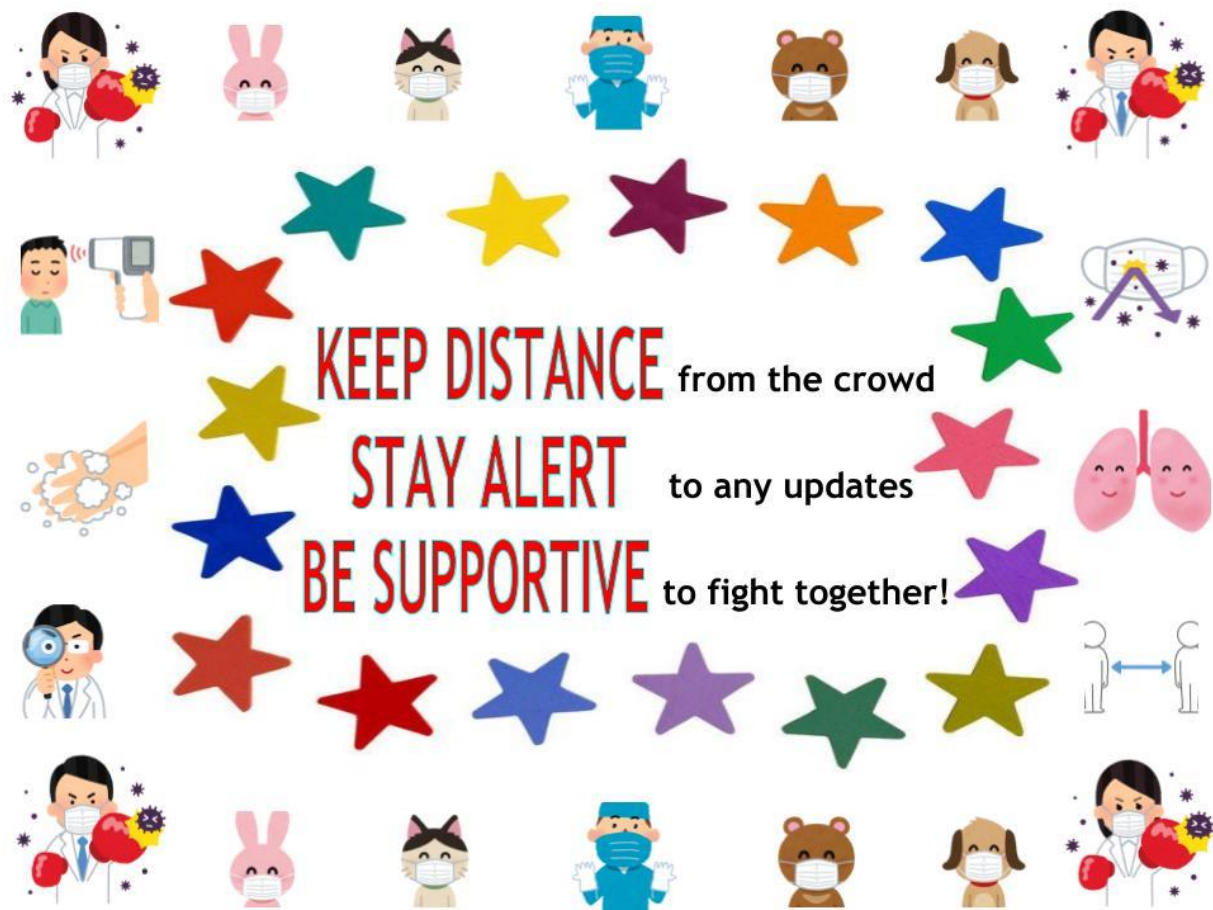 KEEP DISTANCE from the crowd
STAY ALERT to any updates
BE SUPPORTIVE to fight together!